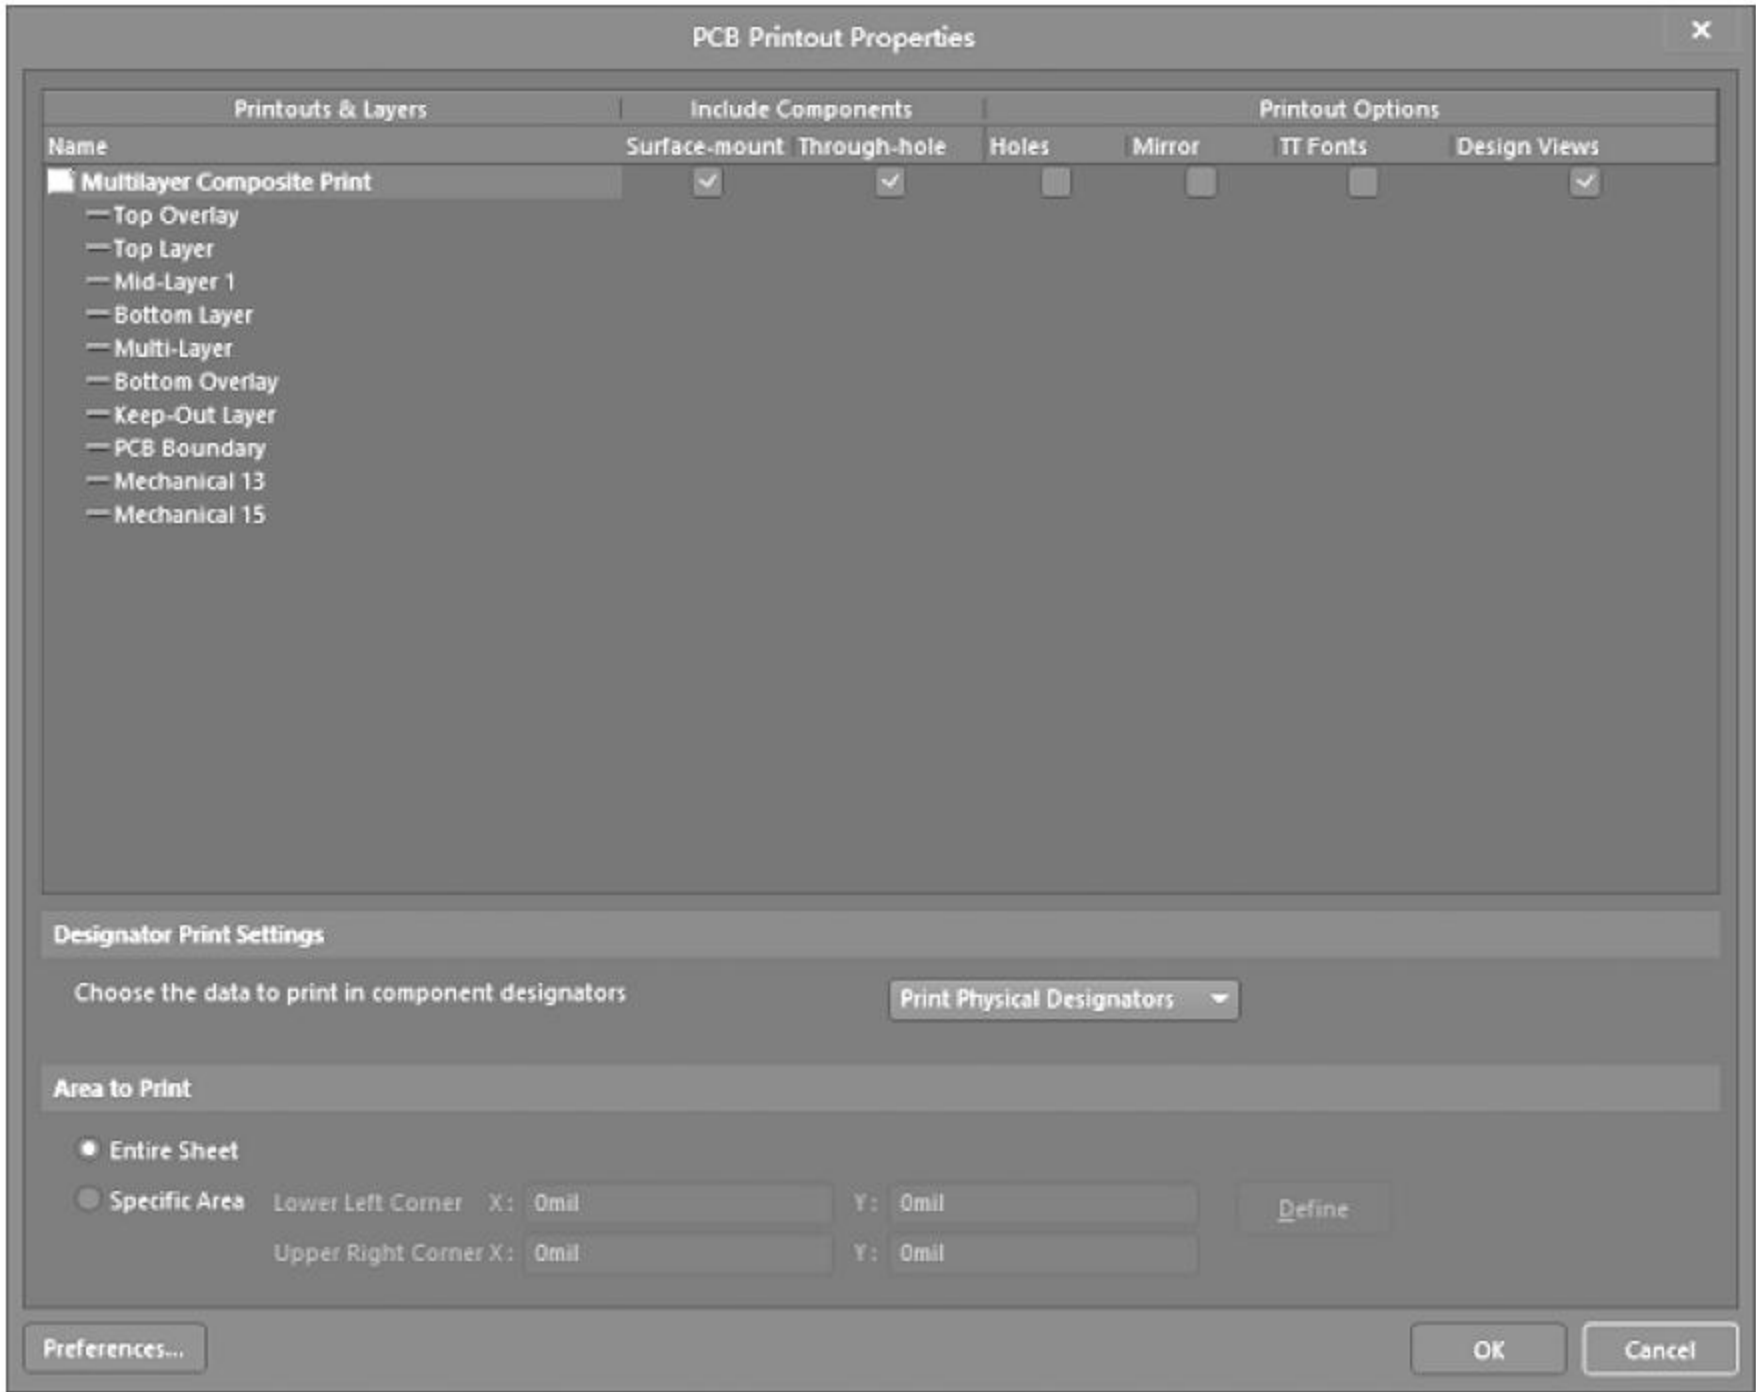 PCB Printout Properties
Printouts & Layers Include Components Printout Options
Name Surface-mount Through-hole Holes Mirror TT Fonts Design Views
Multilayer Composite Print
Top Overlay
Top Layer
Mid-Layer 1
Bottom Layer
Multi-Layer
Bottom Overlay
Keep-Out Layer
PCB Boundary
Mechanical 13
Mechanical 15
Designator Print Settings
Choose the data to print in component designators Print Physical Designators
Area to Print
Entire Sheet
Specific Area Lower Left Corner X: 0mil Y: 0mil Define
Upper Right Corner X: 0mil Y: 0mil
Preferences... OK Cancel